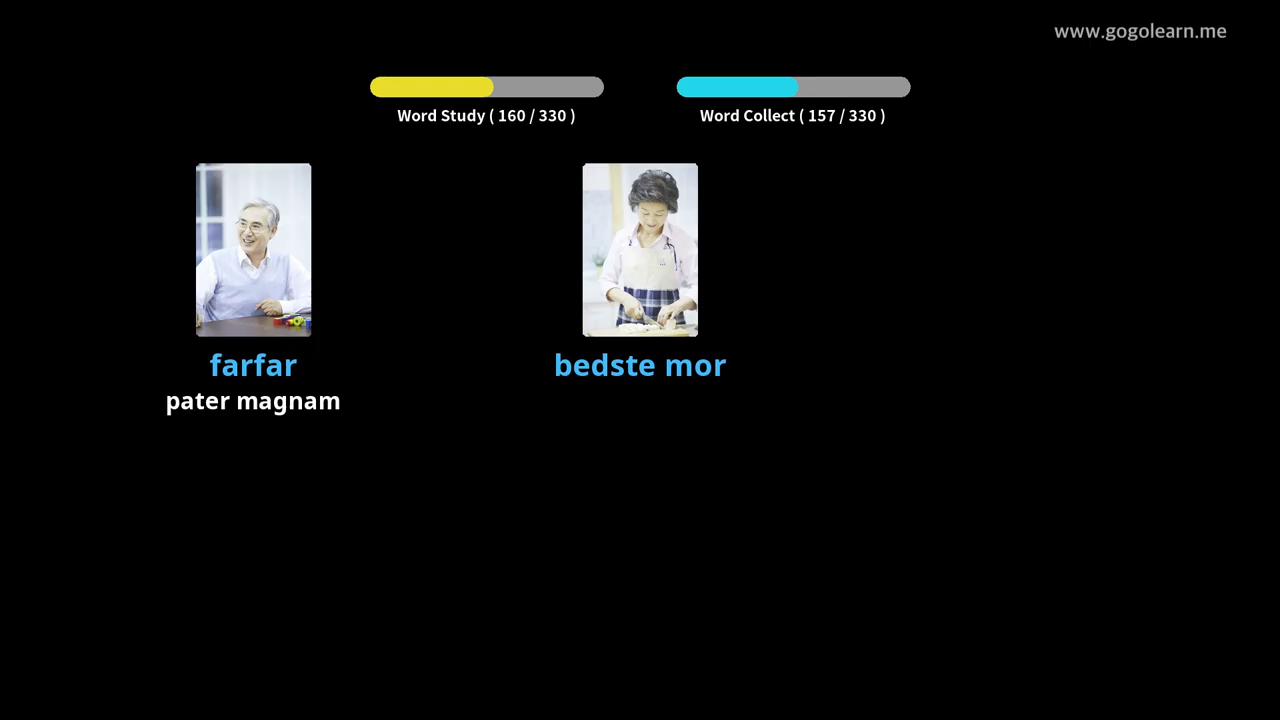 www.gogolearn.me
Word Study ( 160 / 330 )
Word Collect ( 157 / 330 )
farfar
bedste mor
pater magnam